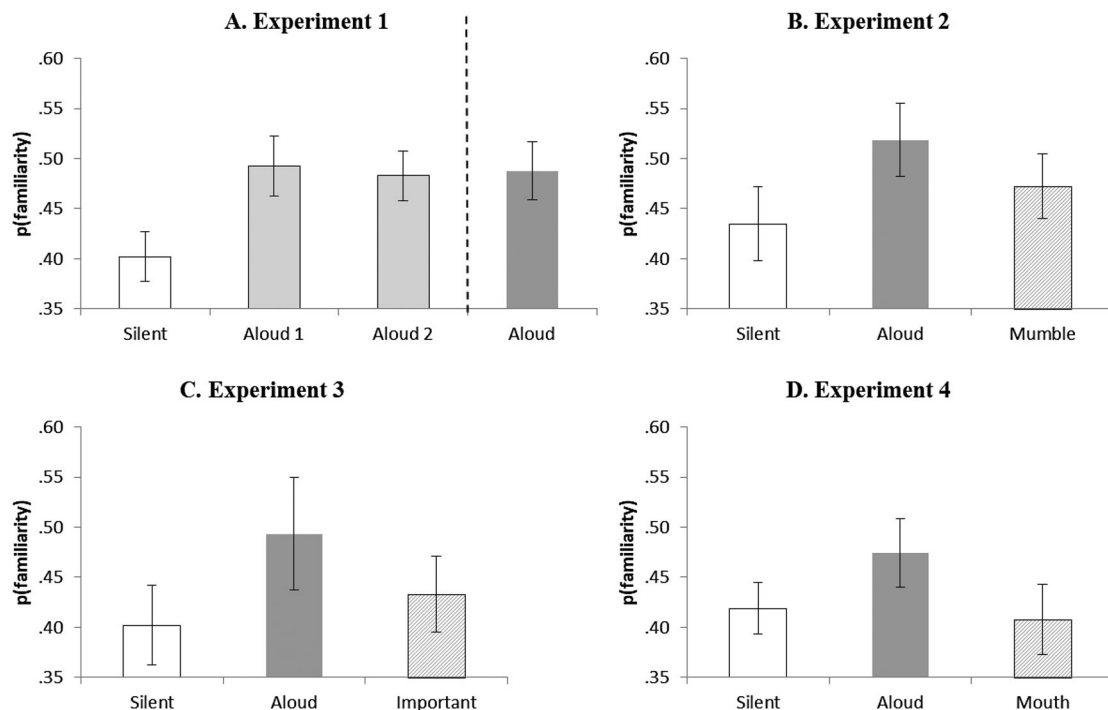 A. Experiment 1
p(familiarity)
.60
.55
.50
.45
.40
.35
Silent
Aloud 1
Aloud 2
Aloud
B. Experiment 2
p(familiarity)
.60
.55
.50
.45
.40
.35
Silent
Aloud
Mumble
C. Experiment 3
p(familiarity)
.60
.55
.50
.45
.40
.35
Silent
Aloud
Important
D. Experiment 4
p(familiarity)
.60
.55
.50
.45
.40
.35
Silent
Aloud
Mouth